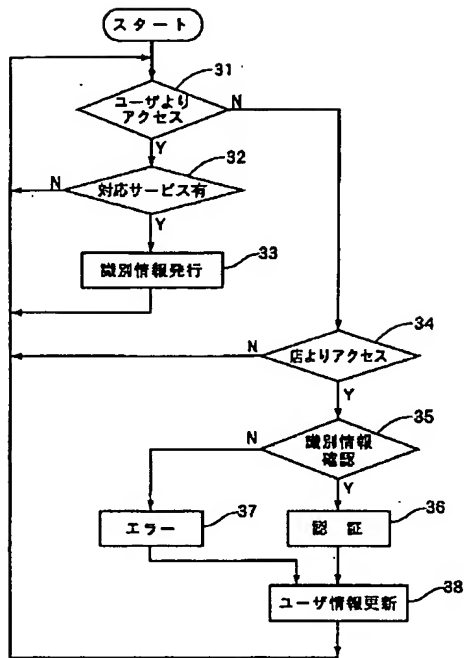 スタート
31
ユーザより
アクセス
N
Y
32
N
対応サービス有
Y
33
識別情報発行
34
N
店よりアクセス
Y
35
N
識別情報
確認
Y
37
エラー
36
認証
38
ユーザ情報更新